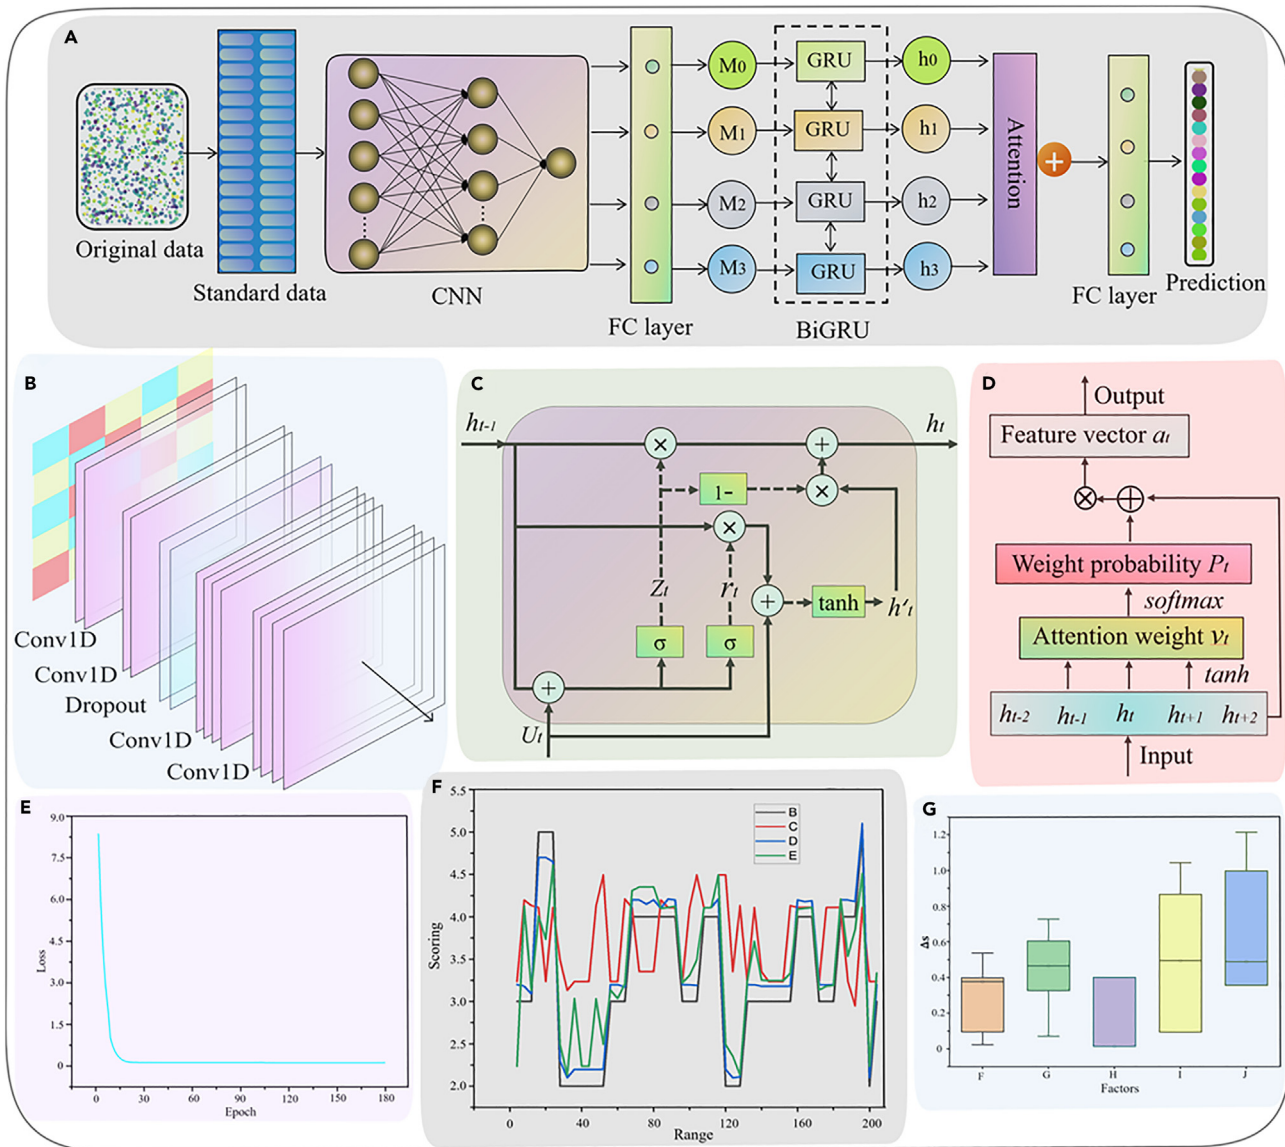 A
Original data
Standard data
CNN
FC layer
M0
M1
M2
M3
GRU
GRU
GRU
GRU
BiGRU
h0
h1
h2
h3
Attention
+
FC layer
Prediction
B
Conv1D
Conv1D
Dropout
Conv1D
Conv1D
C
ht-1
×
+
ht
1-
×
×
Zt
rt
+
tanh
h't
σ
σ
+
Ut
D
Output
Feature vector at
Weight probability Pt
softmax
Attention weight vt
tanh
ht-2 ht-1 ht ht+1 ht+2
Input
E
9.0
7.5
6.0
4.5
3.0
1.5
0
Loss
0 30 60 90 120 150 180
Epoch
F
5.5
5.0
4.5
4.0
3.5
3.0
2.5
2.0
Scoring
B
C
D
E
0 40 80 120 160 200
Range
G
1.2
1.0
0.8
0.6
0.4
0.2
0
Δs
F G H I J
Factors